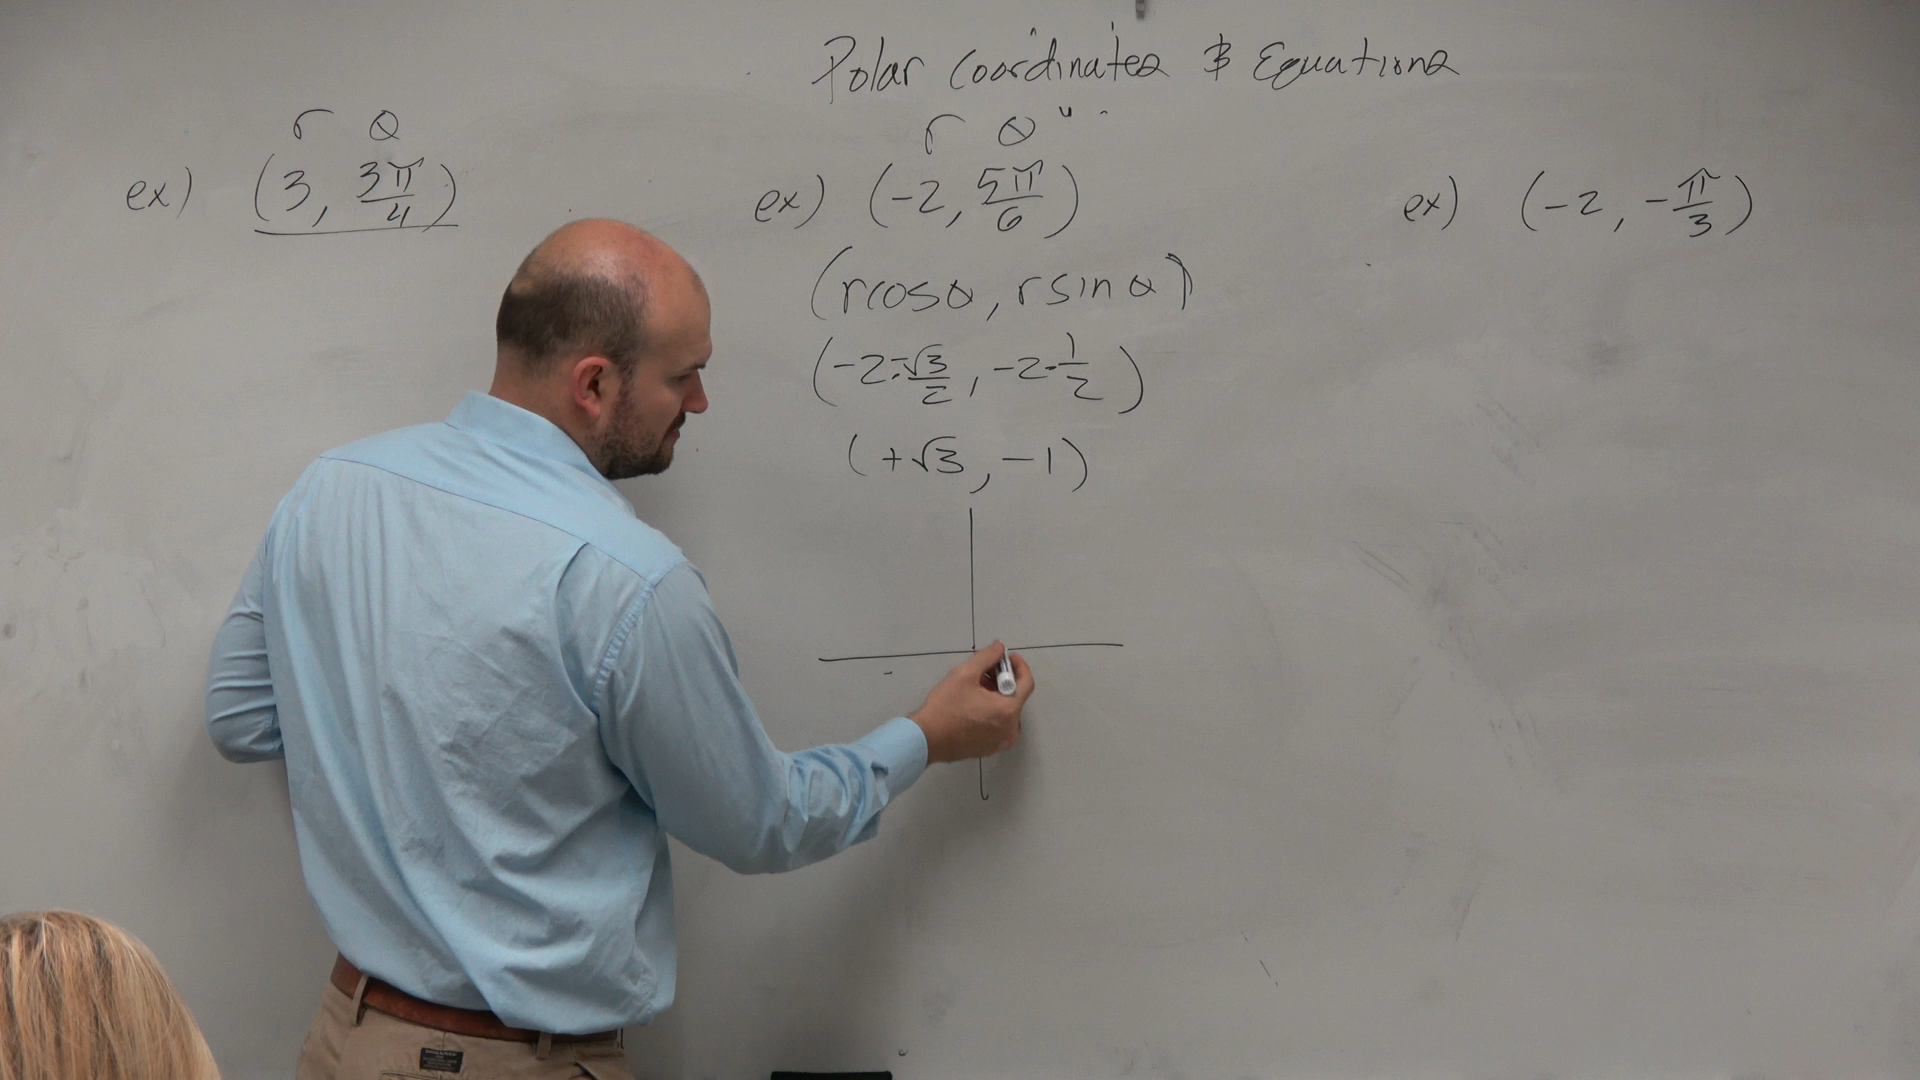 Polar Coordinates & Equations
r θ
ex) (3, 3π/4)
r θ
ex) (-2, 5π/6)
(rcosθ, rsinθ)
(-2·-√3/2, -2·1/2)
(+√3, -1)
ex) (-2, -π/3)